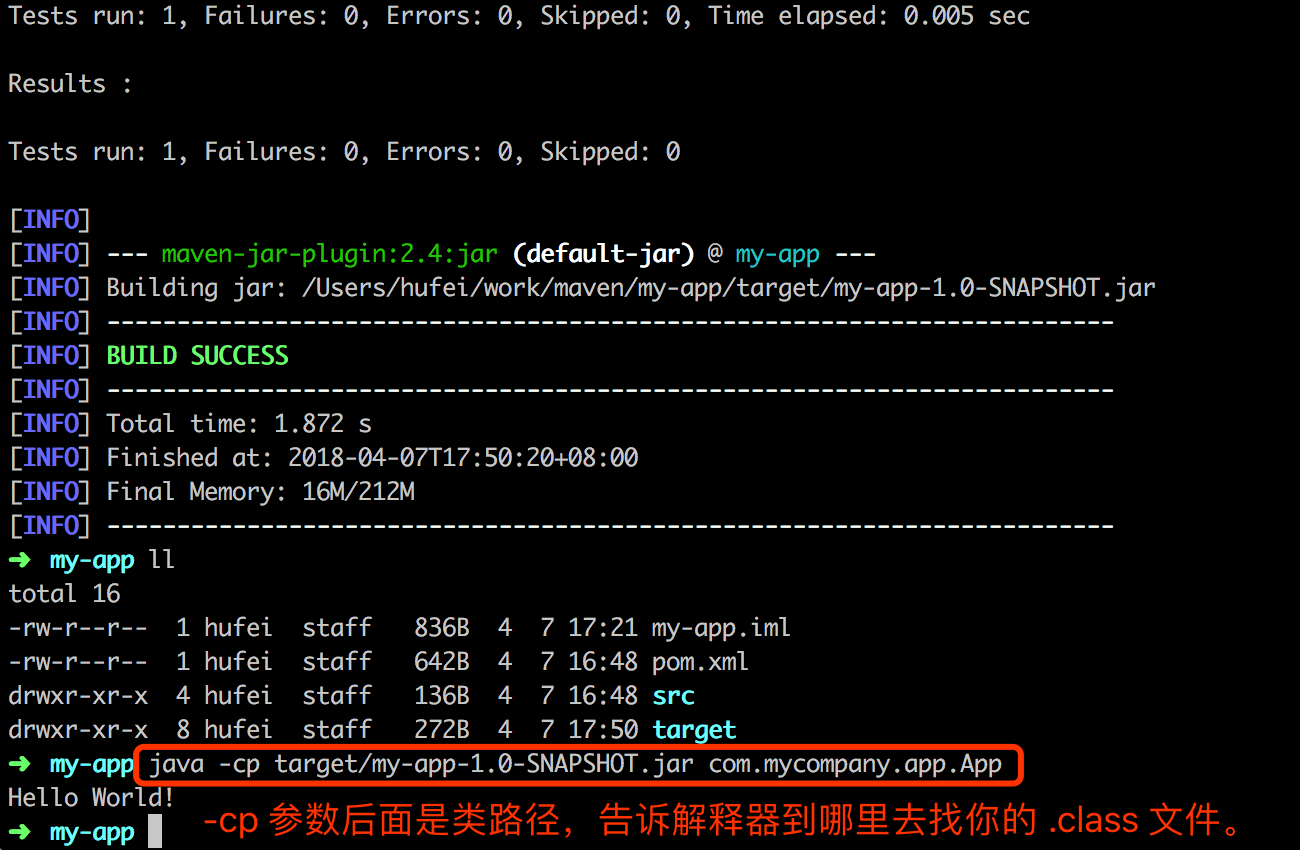 Tests run: 1, Failures: 0, Errors: 0, Skipped: 0, Time elapsed: 0.005 sec
Results :
Tests run: 1, Failures: 0, Errors: 0, Skipped: 0
[INFO]
[INFO] --- maven-jar-plugin:2.4:jar (default-jar) @ my-app ---
[INFO] Building jar: /Users/hufei/work/maven/my-app/target/my-app-1.0-SNAPSHOT.jar
[INFO] ------------------------------------------------------------------------
[INFO] BUILD SUCCESS
[INFO] ------------------------------------------------------------------------
[INFO] Total time: 1.872 s
[INFO] Finished at: 2018-04-07T17:50:20+08:00
[INFO] Final Memory: 16M/212M
[INFO] ------------------------------------------------------------------------
➜ my-app ll
total 16
-rw-r--r--  1 hufei  staff   836B  4  7 17:21 my-app.iml
-rw-r--r--  1 hufei  staff   642B  4  7 16:48 pom.xml
drwxr-xr-x  4 hufei  staff   136B  4  7 16:48 src
drwxr-xr-x  8 hufei  staff   272B  4  7 17:50 target
➜ my-app java -cp target/my-app-1.0-SNAPSHOT.jar com.mycompany.app.App
Hello World!
-cp 参数后面是类路径，告诉解释器到哪里去找你的 .class 文件。
➜ my-app